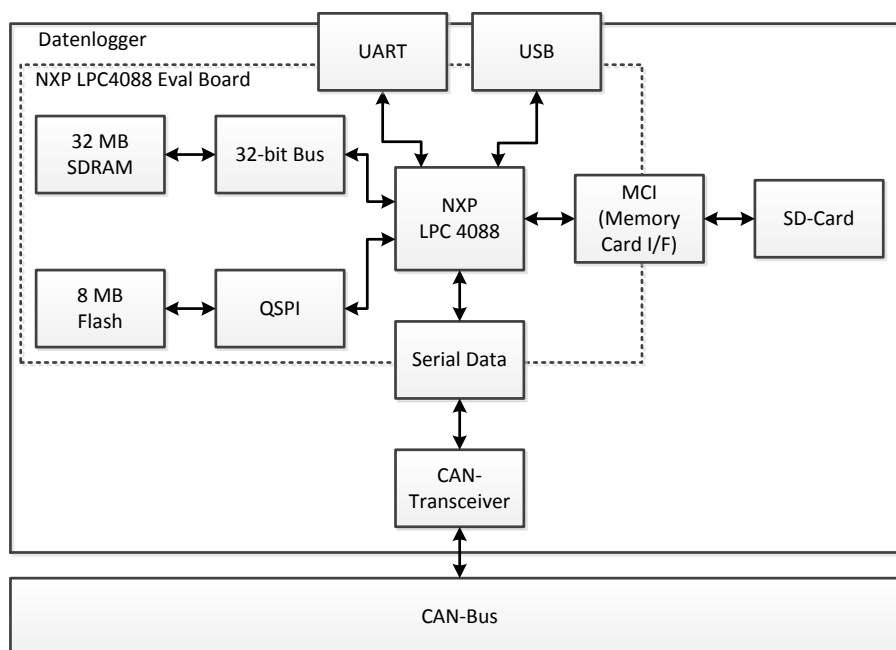 Datenlogger
UART
USB
NXP LPC4088 Eval Board
32 MB
SDRAM
32-bit Bus
NXP
LPC 4088
MCI
(Memory
Card I/F)
SD-Card
8 MB
Flash
QSPI
Serial Data
CAN-
Transceiver
CAN-Bus